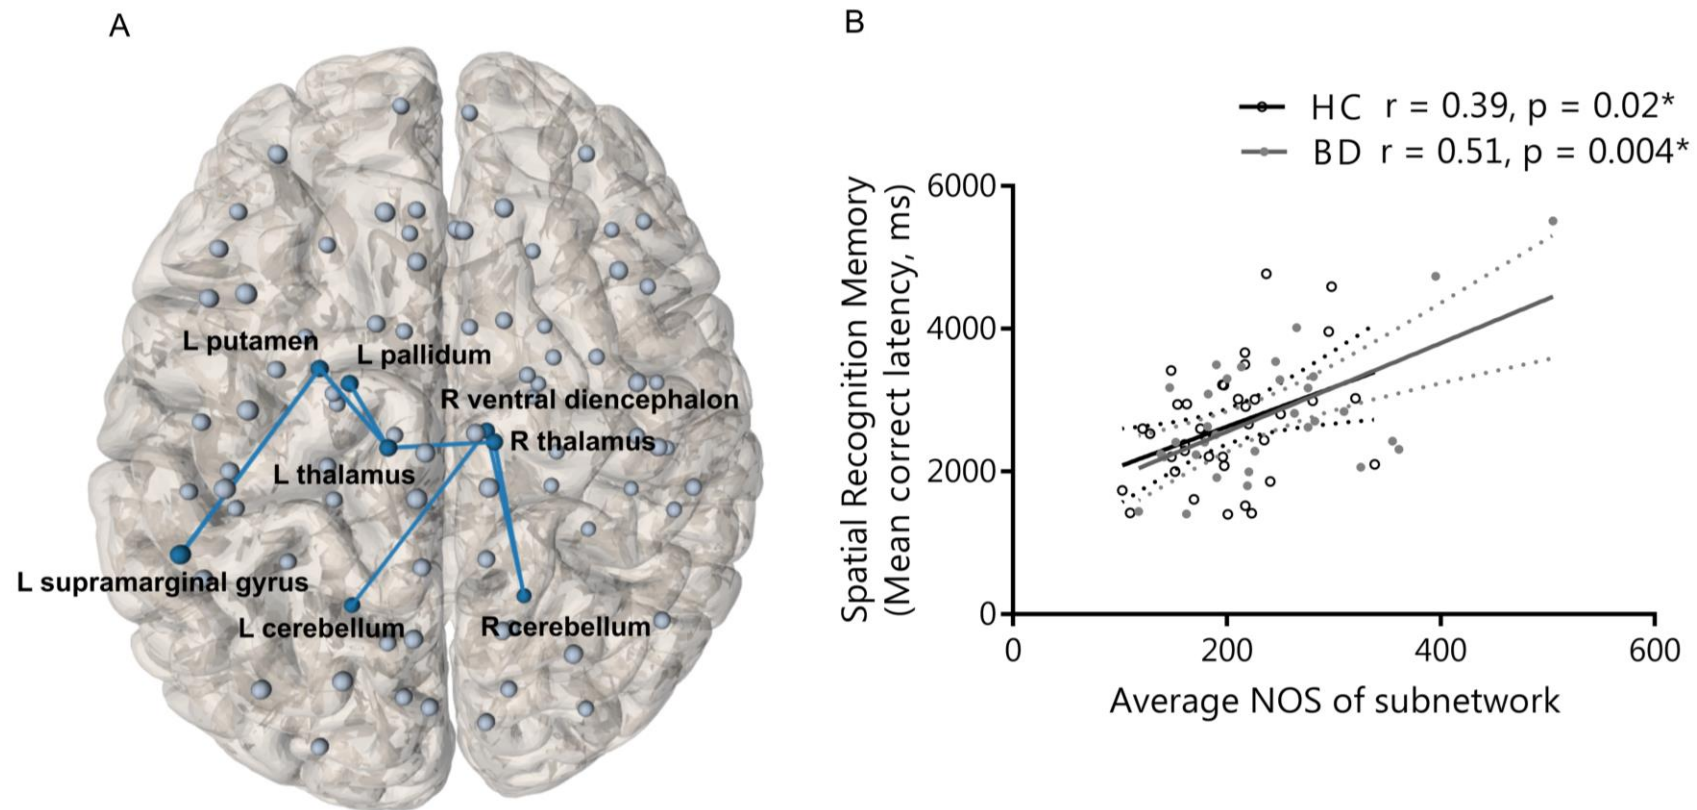 A
L putamen
L pallidum
R ventral diencephalon
R thalamus
L thalamus
L supramarginal gyrus
L cerebellum
R cerebellum
B
HC r = 0.39, p = 0.02*
BD r = 0.51, p = 0.004*
Spatial Recognition Memory
(Mean correct latency, ms)
6000
4000
2000
0
0 200 400 600
Average NOS of subnetwork